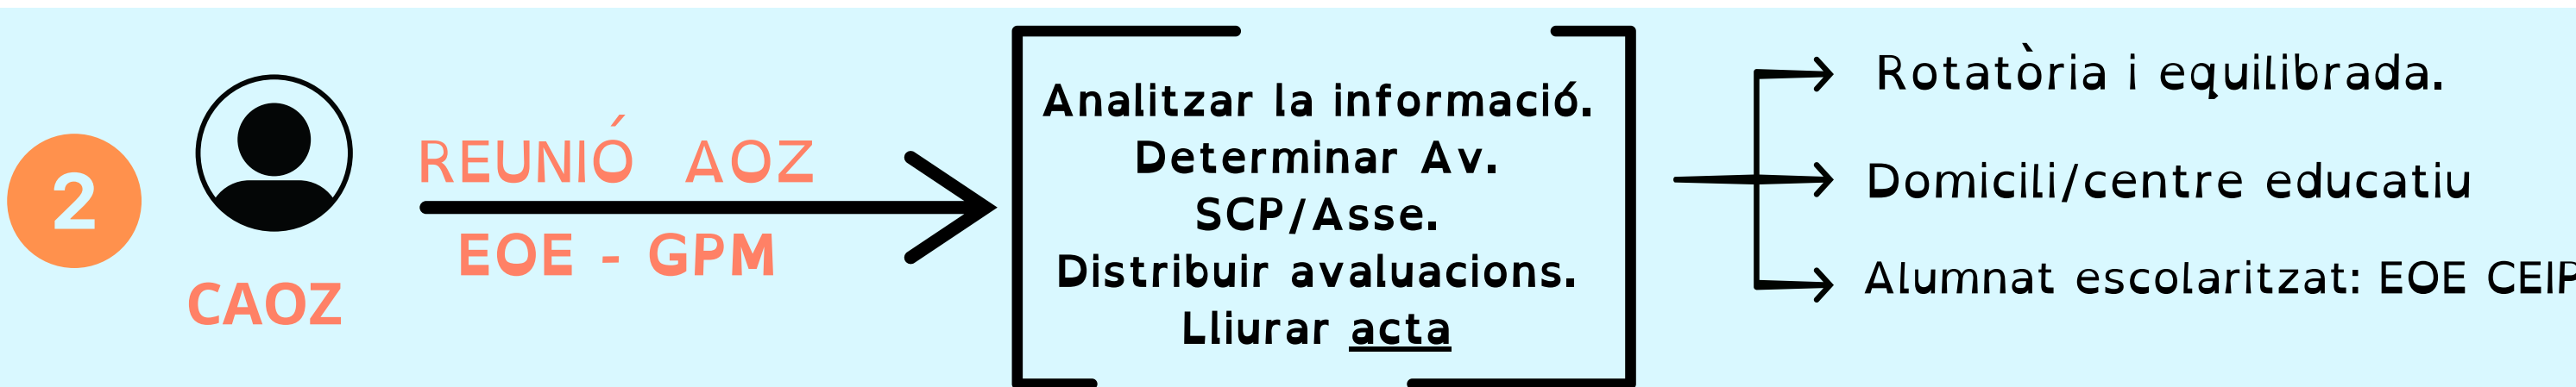 2
CAOZ
REUNIÓ AOZ
EOE - GPM
Analitzar la informació.
Determinar Av.
SCP/Asse.
Distribuir avaluacions.
Lliurar acta
Rotatòria i equilibrada.
Domicili/centre educatiu
Alumnat escolaritzat: EOE CEIP